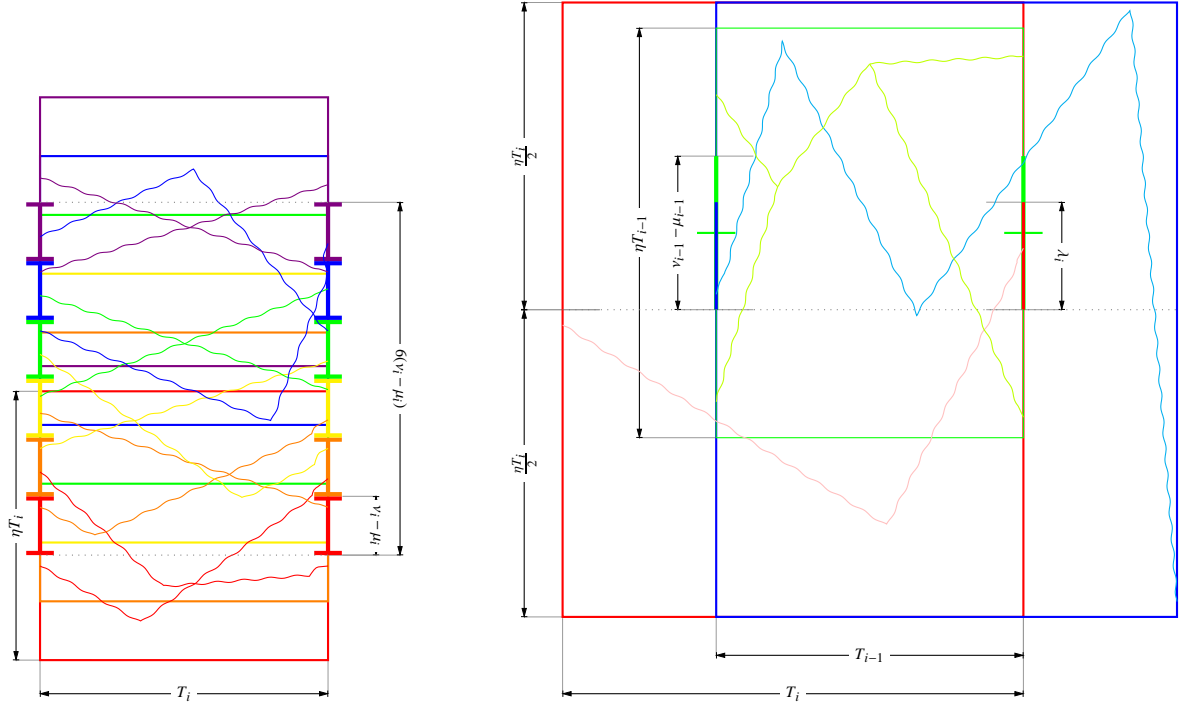 ηT_i
ν_i − μ_i
6(ν_i − μ_i)
T_i
ηT_i/2
ηT_i/2
ηT_{i−1}
ν_{i−1} − μ_{i−1}
λ_i
T_{i−1}
T_i